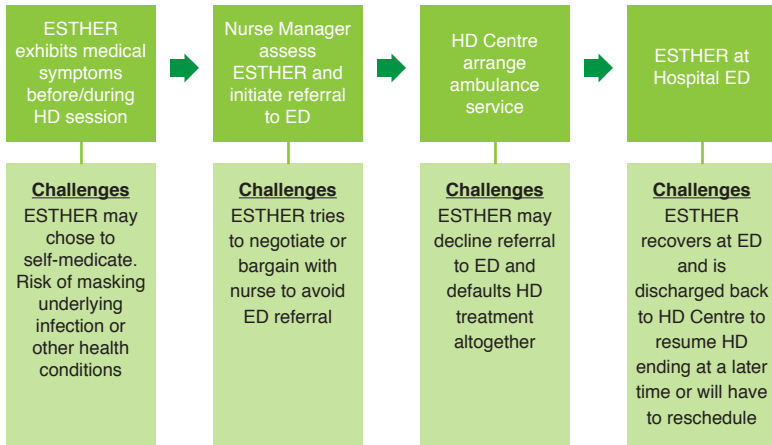 ESTHER
exhibits medical
symptoms
before/during
HD session
Nurse Manager
assess
ESTHER and
initiate referral
to ED
HD Centre
arrange
ambulance
service
ESTHER at
Hospital ED
Challenges
ESTHER may
chose to
self-medicate.
Risk of masking
underlying
infection or
other health
conditions
Challenges
ESTHER tries
to negotiate or
bargain with
nurse to avoid
ED referral
Challenges
ESTHER may
decline referral
to ED and
defaults HD
treatment
altogether
Challenges
ESTHER
recovers at ED
and is
discharged back
to HD Centre to
resume HD
ending at a later
time or will have
to reschedule